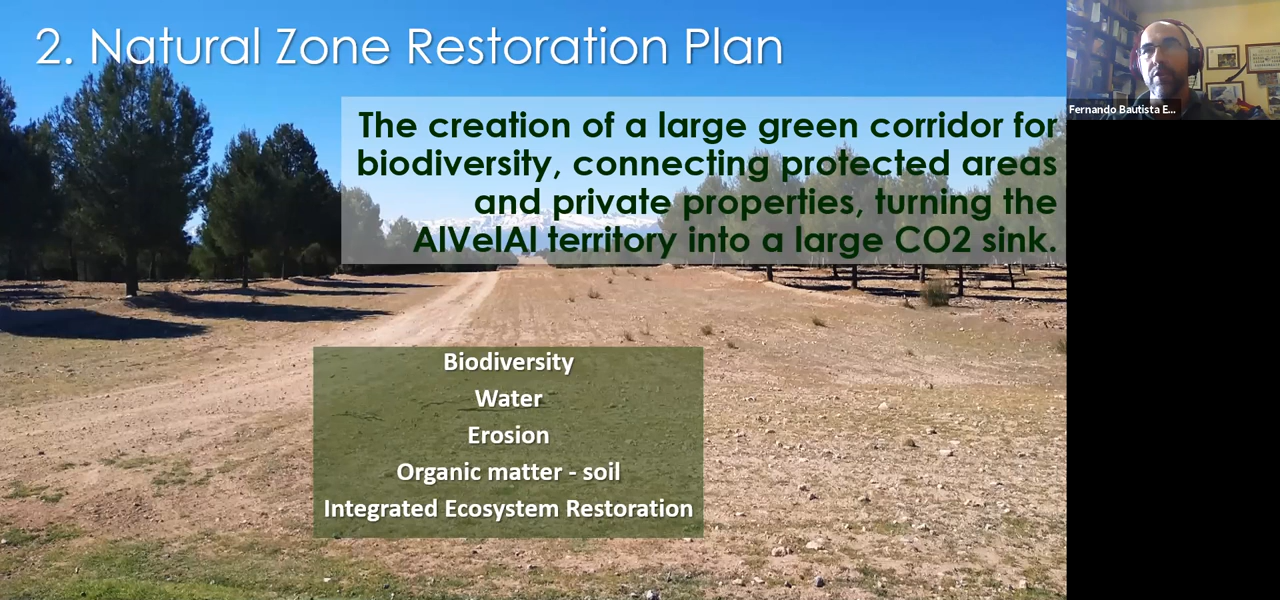 2. Natural Zone Restoration Plan
The creation of a large green corridor for
biodiversity, connecting protected areas
and private properties, turning the
AlVelAl territory into a large CO2 sink.
Fernando Bautista E...
Biodiversity
Water
Erosion
Organic matter - soil
Integrated Ecosystem Restoration